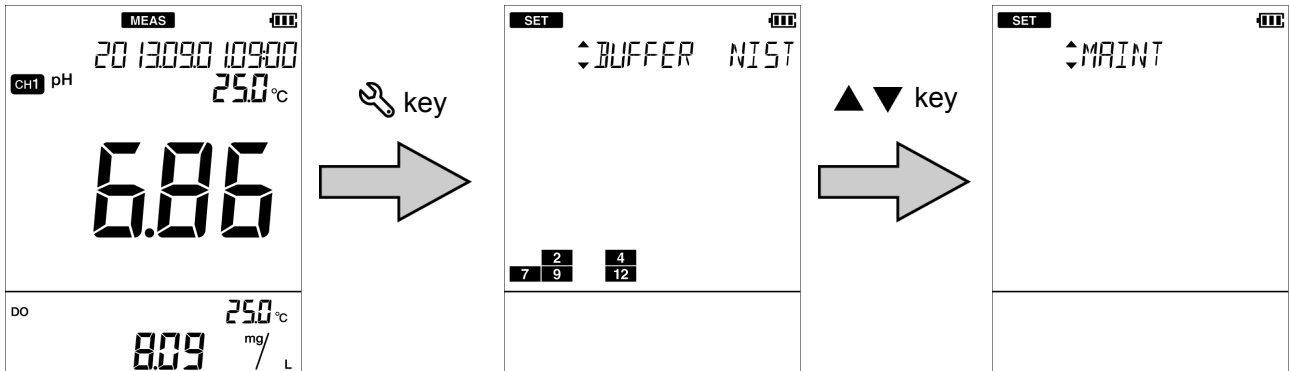 MEAS
2013.09.01.09:00
CH1 pH
25.0 °C
6.86
DO
25.0 °C
8.09 mg/L
key
SET
BUFFER NIST
2 4
7 9 12
▲ ▼ key
SET
MAINT